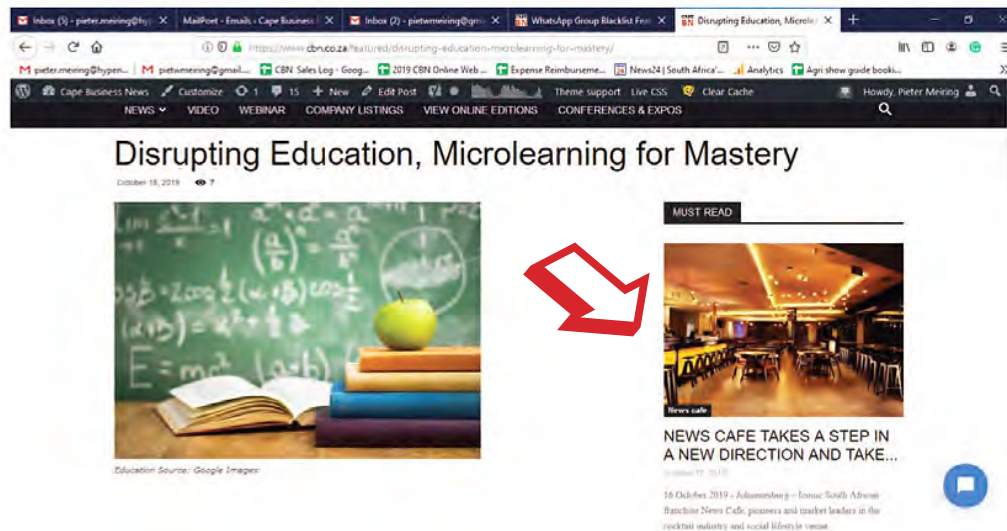 Inbox (5) - pieter.meiring@hyp
MailPoet - Emails ‹ Cape Business
Inbox (2) - pietwmeiring@gm
WhatsApp Group Blacklist Feat
Disrupting Education, Microle
https://www.cbn.co.za/featured/disrupting-education-microlearning-for-mastery/
pieter.meiring@hypen...
pietwmeiring@gmail...
CBN Sales Log - Goog...
2019 CBN Online Web ...
Expense Reimburseme...
News24 | South Africa'...
Analytics
Agri show guide booki...
Cape Business News
Customize
1
15
New
Edit Post
Theme support
Live CSS
Clear Cache
Howdy, Pieter Meiring
NEWS
VIDEO
WEBINAR
COMPANY LISTINGS
VIEW ONLINE EDITIONS
CONFERENCES & EXPOS
Disrupting Education, Microlearning for Mastery
October 18, 2019
7
MUST READ
Education Source: Google Images
News cafe
NEWS CAFE TAKES A STEP IN
A NEW DIRECTION AND TAKE...
16 October 2019 – Johannesburg – Iconic South African
franchise News Cafe, pioneers and market leaders in the
cocktail industry and social lifestyle venue